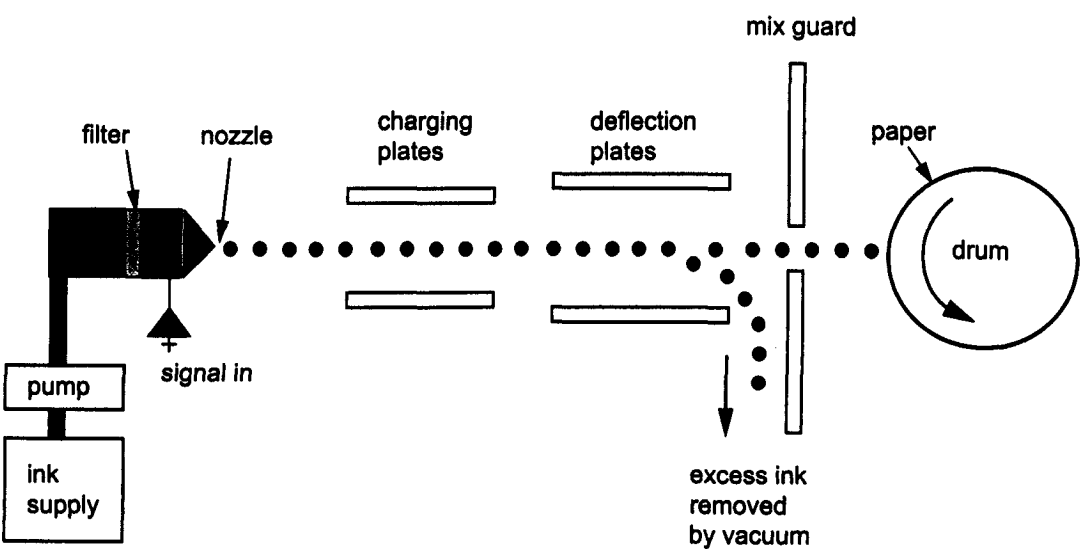 mix guard
filter
nozzle
charging
plates
deflection
plates
paper
drum
signal in
pump
ink
supply
excess ink
removed
by vacuum